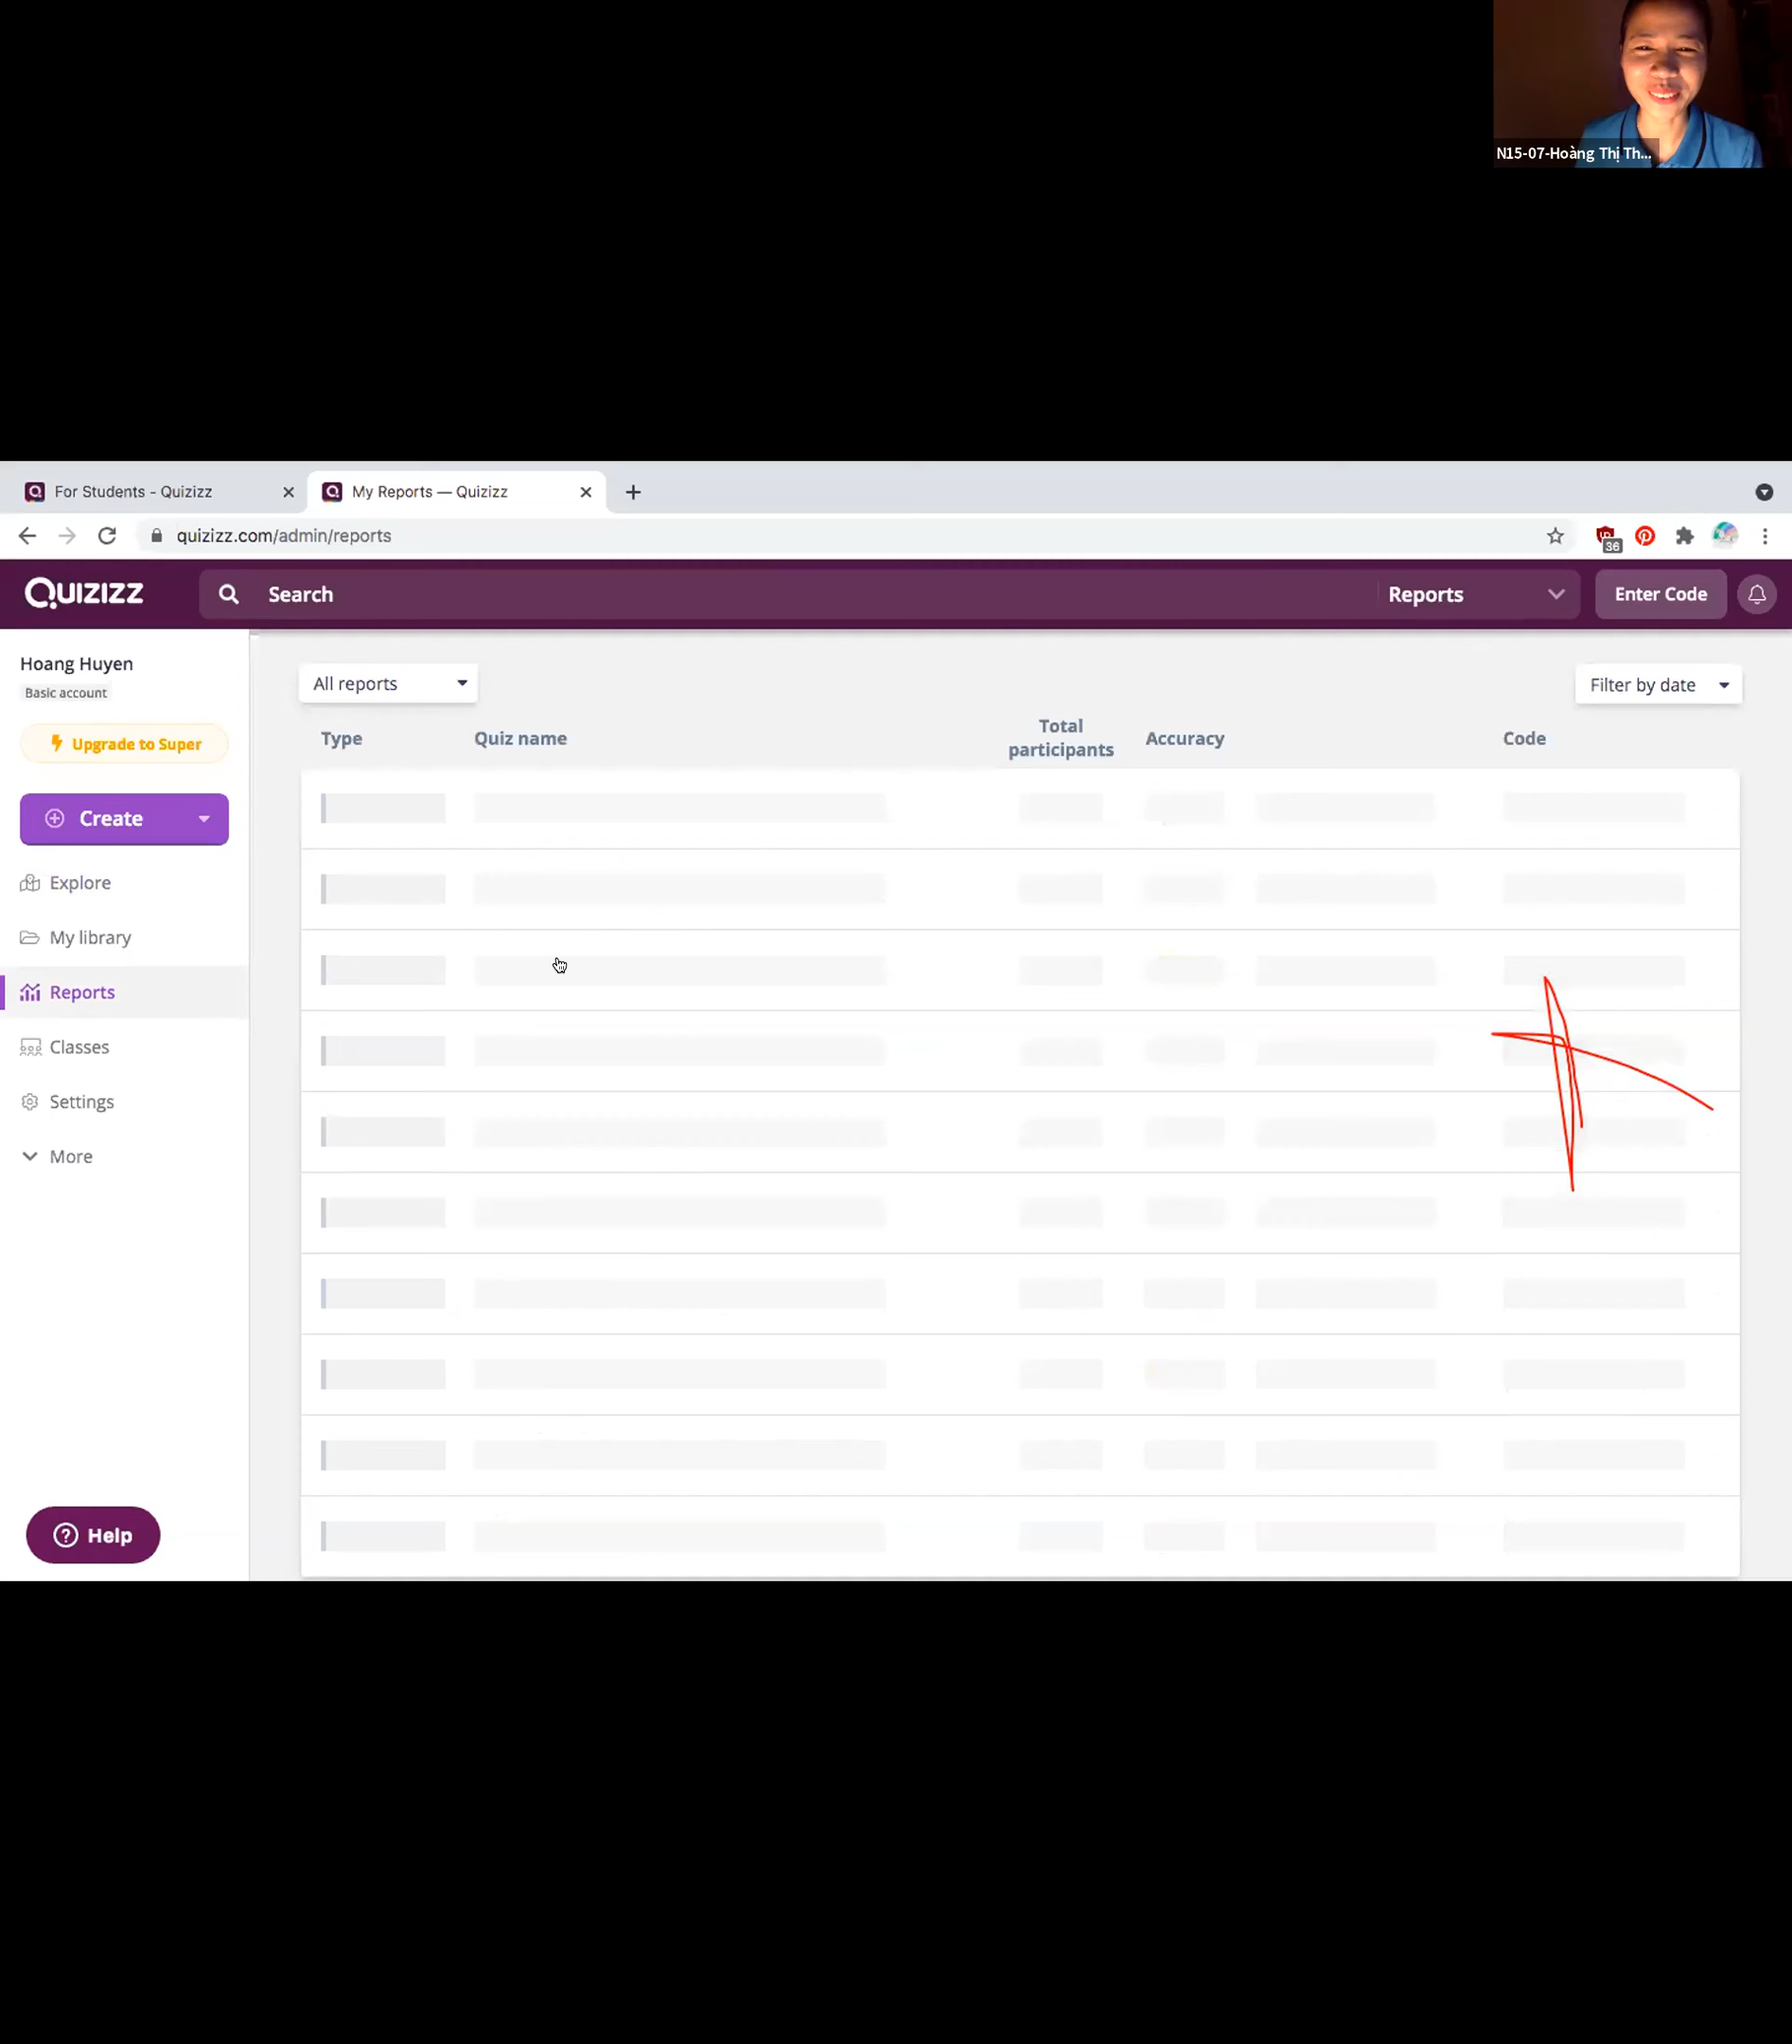 N15-07-Hoàng Thị Th...
For Students - Quizizz
My Reports — Quizizz
quizizz.com/admin/reports
36
Quizizz
Search
Reports
Enter Code
Hoang Huyen
Basic account
Upgrade to Super
Create
Explore
My library
Reports
Classes
Settings
More
Help
All reports
Filter by date
Type
Quiz name
Total participants
Accuracy
Code